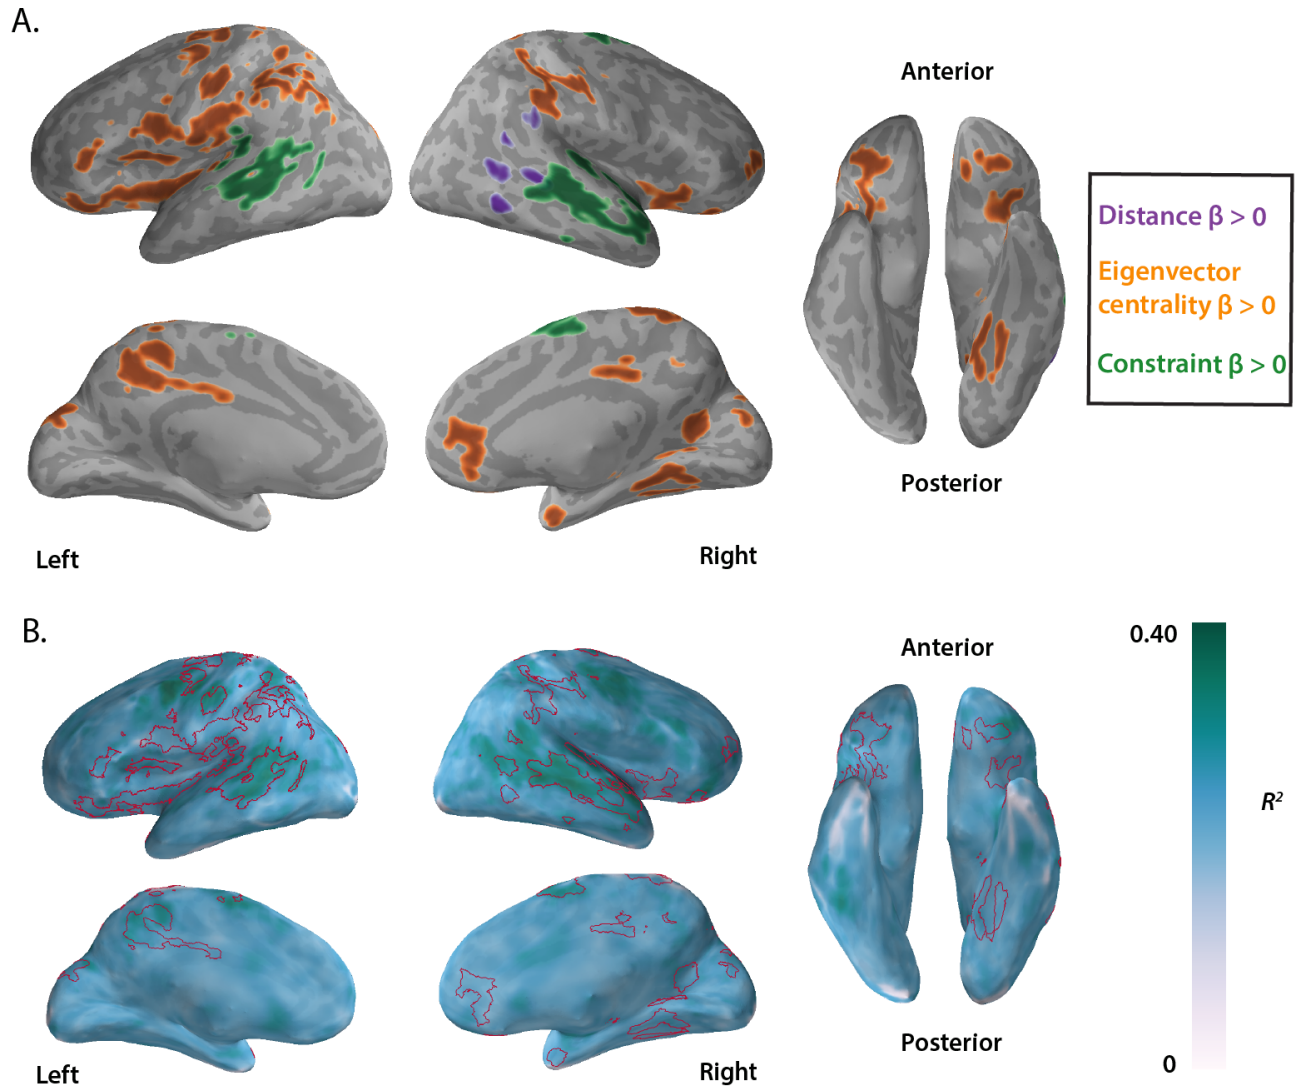 A.
Anterior
Distance β > 0
Eigenvector
centrality β > 0
Constraint β > 0
Posterior
Left
Right
B.
Anterior
0.40
R²
Posterior
0
Left
Right